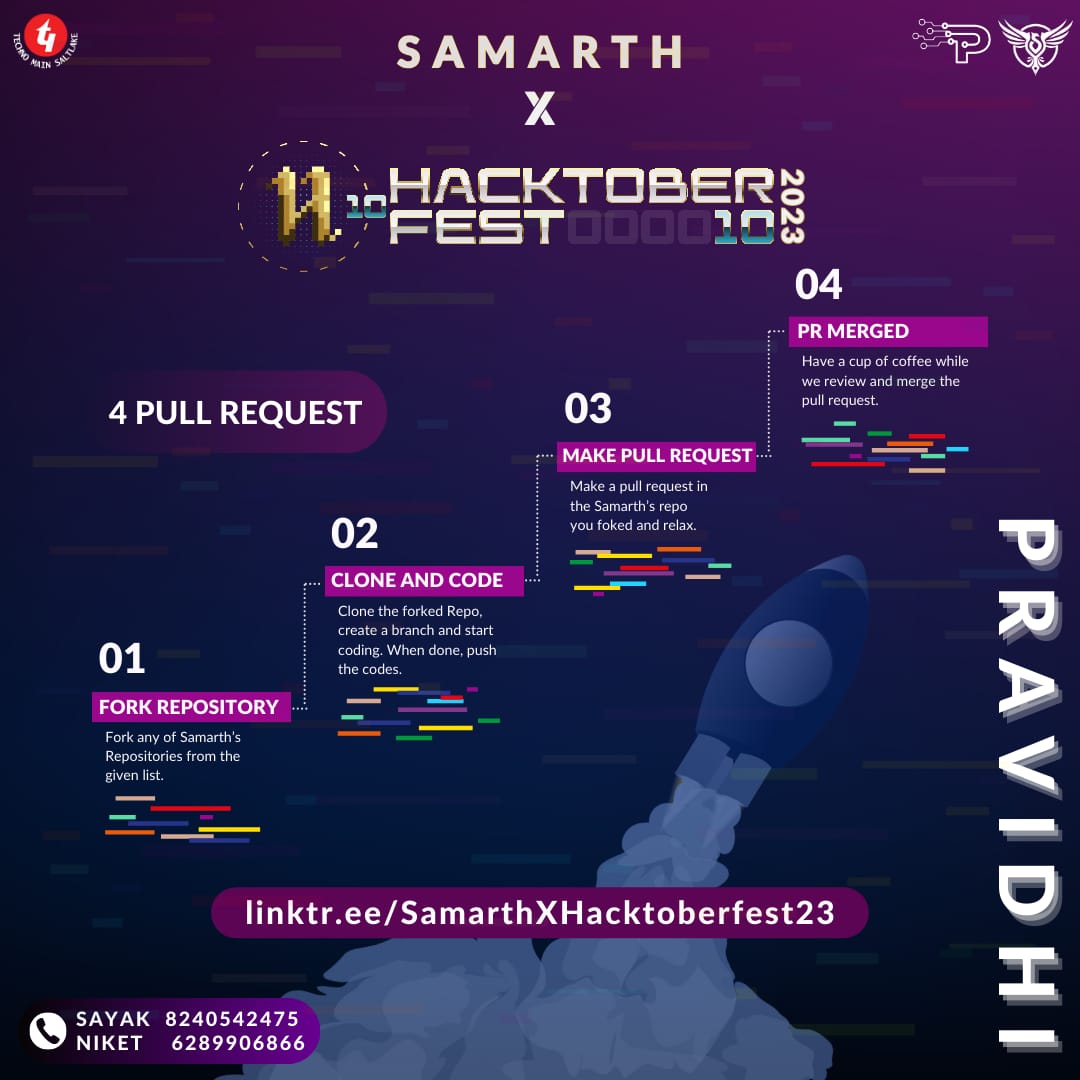 TECHNO MAIN SALTLAKE
SAMARTH
X
HACKTOBER
FEST 10
2023
10
4 PULL REQUEST
01
FORK REPOSITORY
Fork any of Samarth's
Repositories from the
given list.
02
CLONE AND CODE
Clone the forked Repo,
create a branch and start
coding. When done, push
the codes.
03
MAKE PULL REQUEST
Make a pull request in
the Samarth's repo
you foked and relax.
04
PR MERGED
Have a cup of coffee while
we review and merge the
pull request.
PRAVIDHI
linktr.ee/SamarthXHacktoberfest23
SAYAK 8240542475
NIKET 6289906866